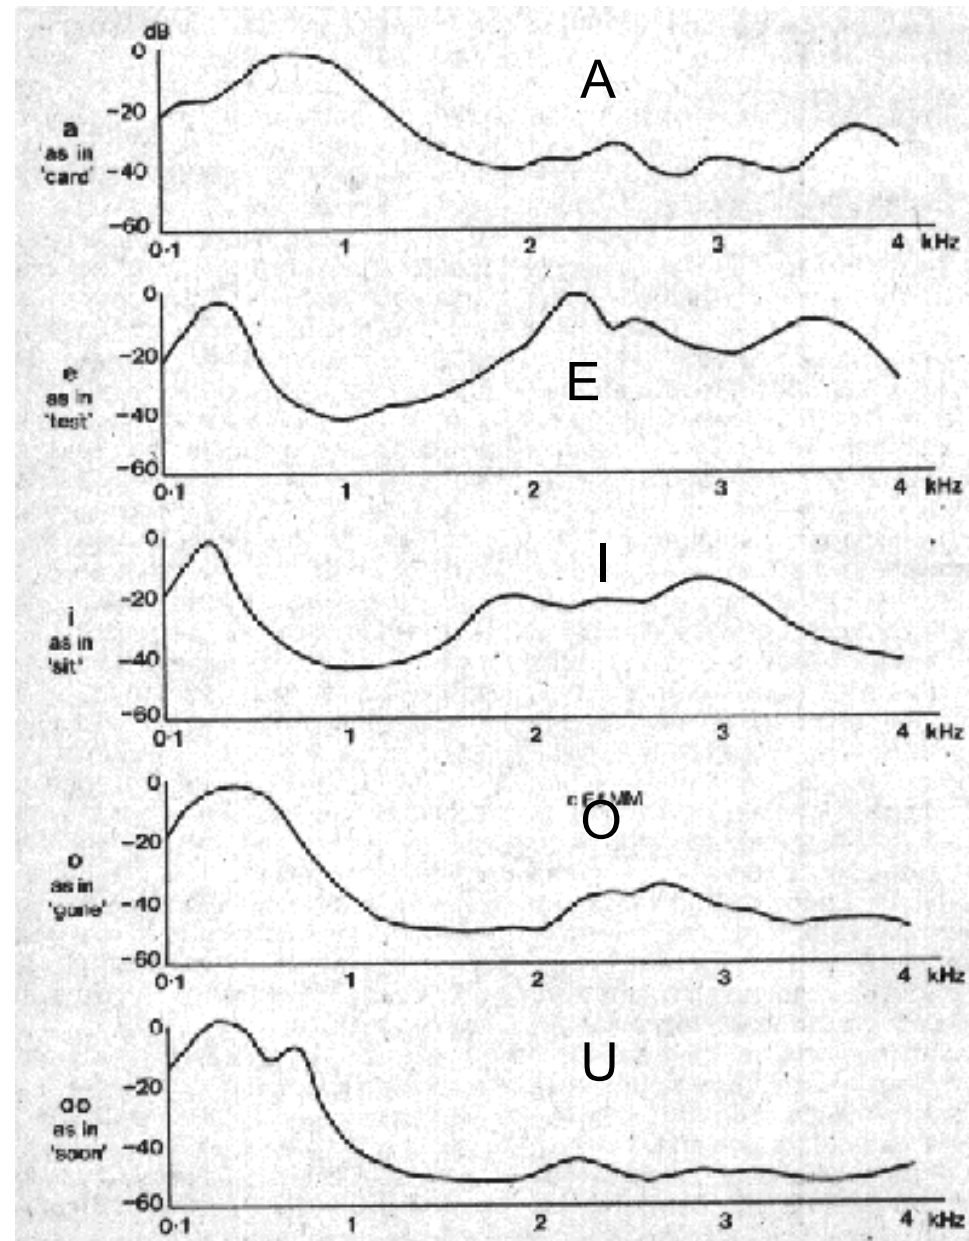 dB
0
−20
−40
−60
a
as in
'card'
A
0·1 1 2 3 4 kHz
0
−20
−40
−60
e
as in
'test'
E
0·1 1 2 3 4 kHz
0
−20
−40
−60
i
as in
'sit'
I
0·1 1 2 3 4 kHz
0
−20
−40
−60
o
as in
'gone'
O
0·1 1 2 3 4 kHz
0
−20
−40
−60
oo
as in
'soon'
U
0·1 1 2 3 4 kHz